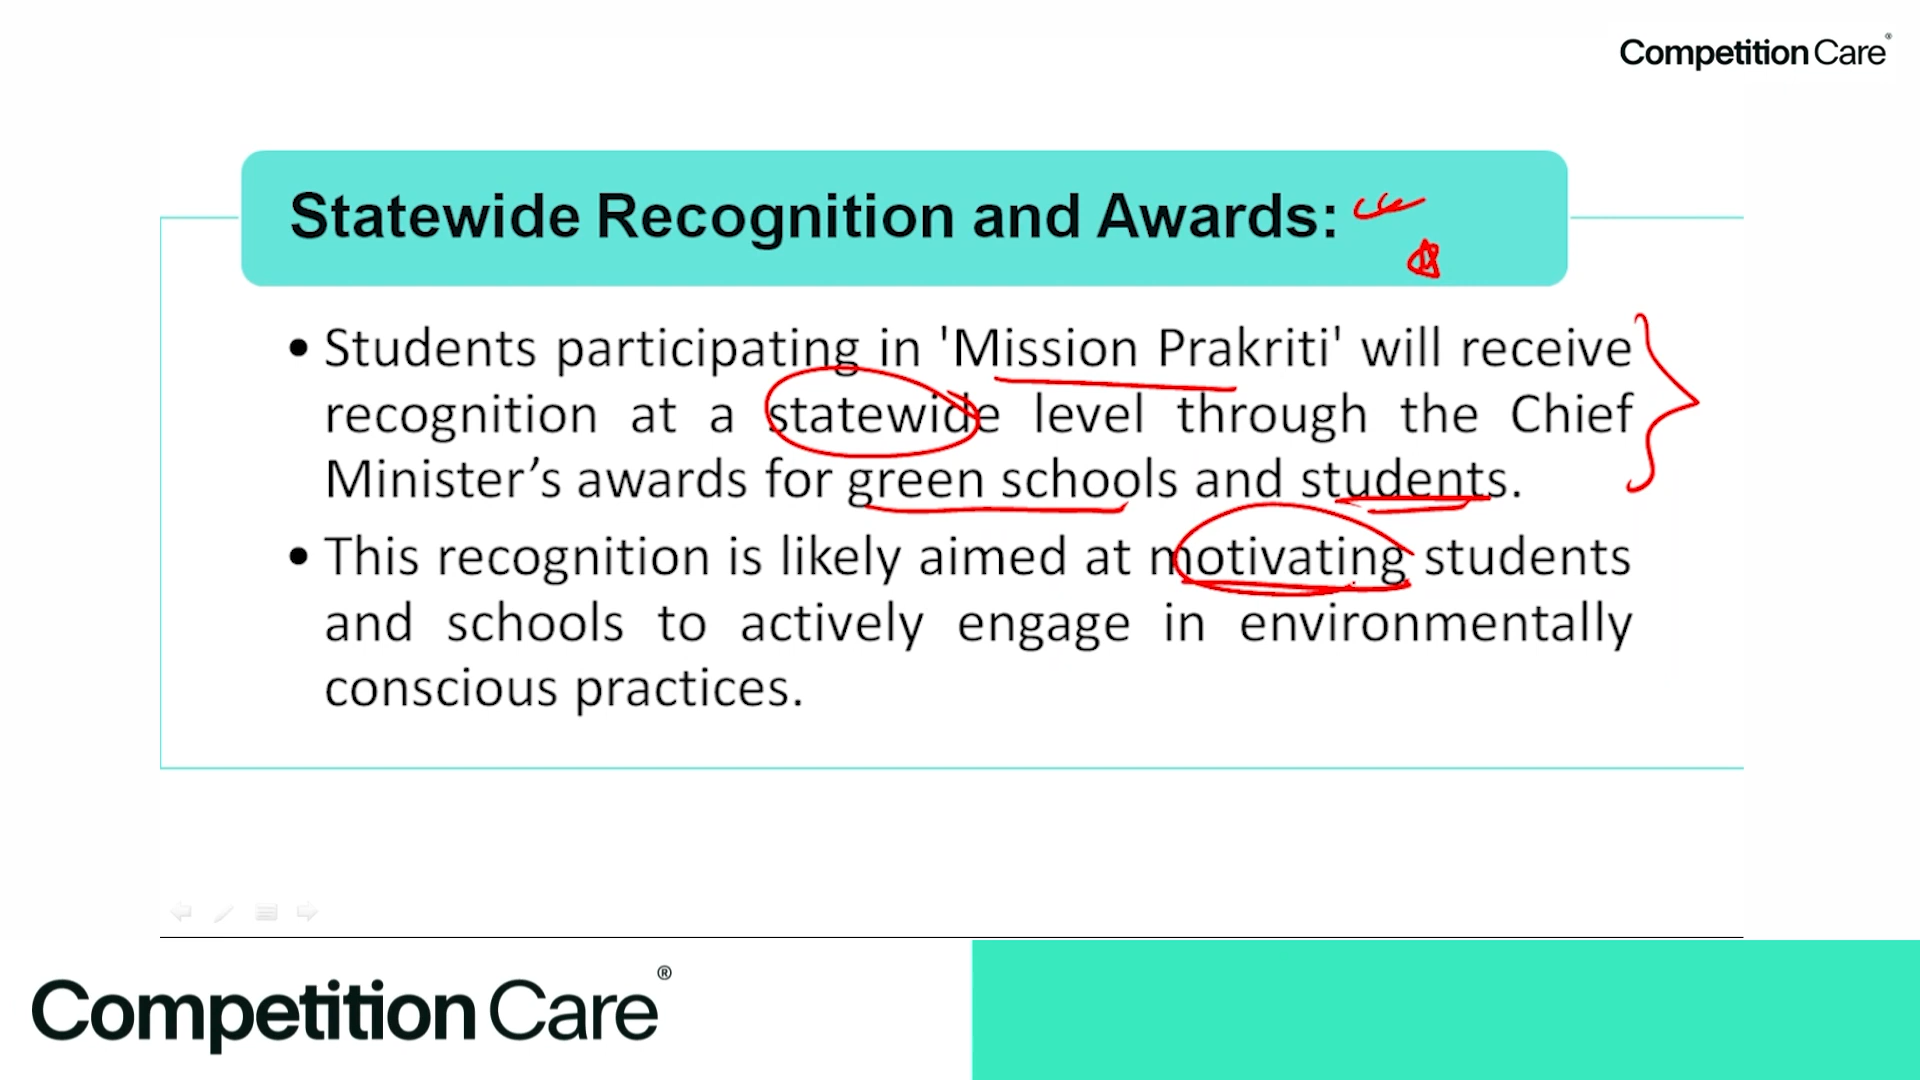 Competition Care®
Statewide Recognition and Awards:
• Students participating in 'Mission Prakriti' will receive
recognition at a statewide level through the Chief
Minister’s awards for green schools and students.
• This recognition is likely aimed at motivating students
and schools to actively engage in environmentally
conscious practices.
Competition Care®